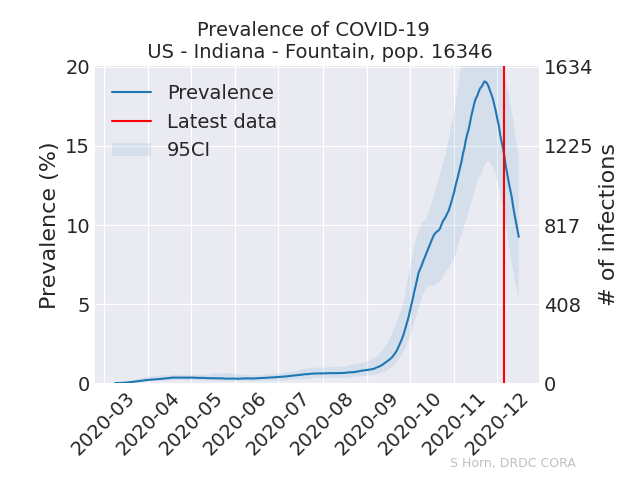 Prevalence of COVID-19
US - Indiana - Fountain, pop. 16346
Prevalence
Latest data
95CI
Prevalence (%)
20
15
10
5
0
1634
1225
817
408
0
# of infections
2020-03
2020-04
2020-05
2020-06
2020-07
2020-08
2020-09
2020-10
2020-11
2020-12
S Horn, DRDC CORA